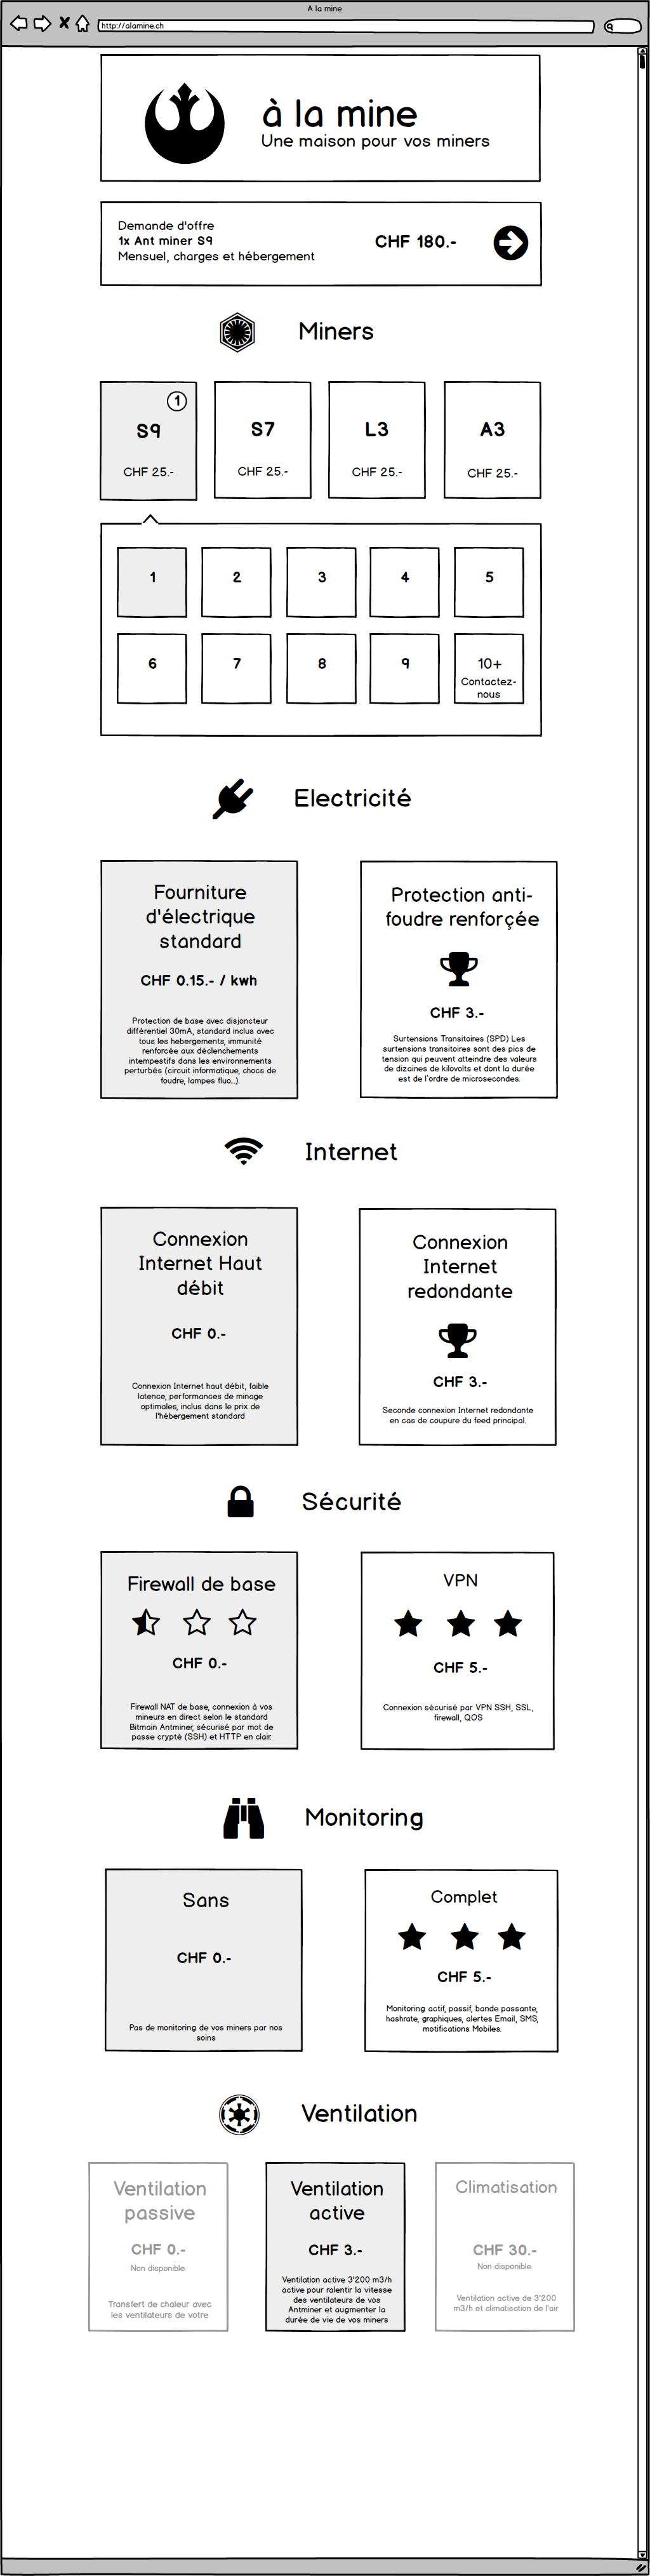 A la mine
http://alamine.ch
à la mine
Une maison pour vos miners
Demande d'offre
1x Ant miner S9
Mensuel, charges et hébergement
CHF 180.-
Miners
1
S9
CHF 25.-
S7
CHF 25.-
L3
CHF 25.-
A3
CHF 25.-
1
2
3
4
5
6
7
8
9
10+
Contactez-
nous
Electricité
Fourniture
d'électrique
standard
CHF 0.15.- / kwh
Protection de base avec disjoncteur
différentiel 30mA, standard inclus avec
tous les hebergements, immunité
renforcée aux déclenchements
intempestifs dans les environnements
perturbés (circuit informatique, chocs de
foudre, lampes fluo...).
Protection anti-
foudre renforçée
CHF 3.-
Surtensions Transitoires (SPD) Les
surtensions transitoires sont des pics de
tension qui peuvent atteindre des valeurs
de dizaines de kilovolts et dont la durée
est de l'ordre de microsecondes.
Internet
Connexion
Internet Haut
débit
CHF 0.-
Connexion Internet haut débit, faible
latence, performances de minage
optimales, inclus dans le prix de
l'hébergement standard
Connexion
Internet
redondante
CHF 3.-
Seconde connexion Internet redondante
en cas de coupure du feed principal.
Sécurité
Firewall de base
CHF 0.-
Firewall NAT de base, connexion à vos
mineurs en direct selon le standard
Bitmain Antminer, sécurisé par mot de
passe crypté (SSH) et HTTP en clair.
VPN
CHF 5.-
Connexion sécurisé par VPN SSH, SSL,
firewall, QOS
Monitoring
Sans
CHF 0.-
Pas de monitoring de vos miners par nos
soins
Complet
CHF 5.-
Monitoring actif, passif, bande passante,
hashrate, graphiques, alertes Email, SMS,
motifications Mobiles.
Ventilation
Ventilation
passive
CHF 0.-
Non disponible.
Transfert de chaleur avec
les ventilateurs de votre
Ventilation
active
CHF 3.-
Ventilation active 3'200 m3/h
active pour ralentir la vitesse
des ventilateurs de vos
Antminer et augmenter la
durée de vie de vos miners
Climatisation
CHF 30.-
Non disponible.
Ventilation active de 3'200
m3/h et climatisation de l'air